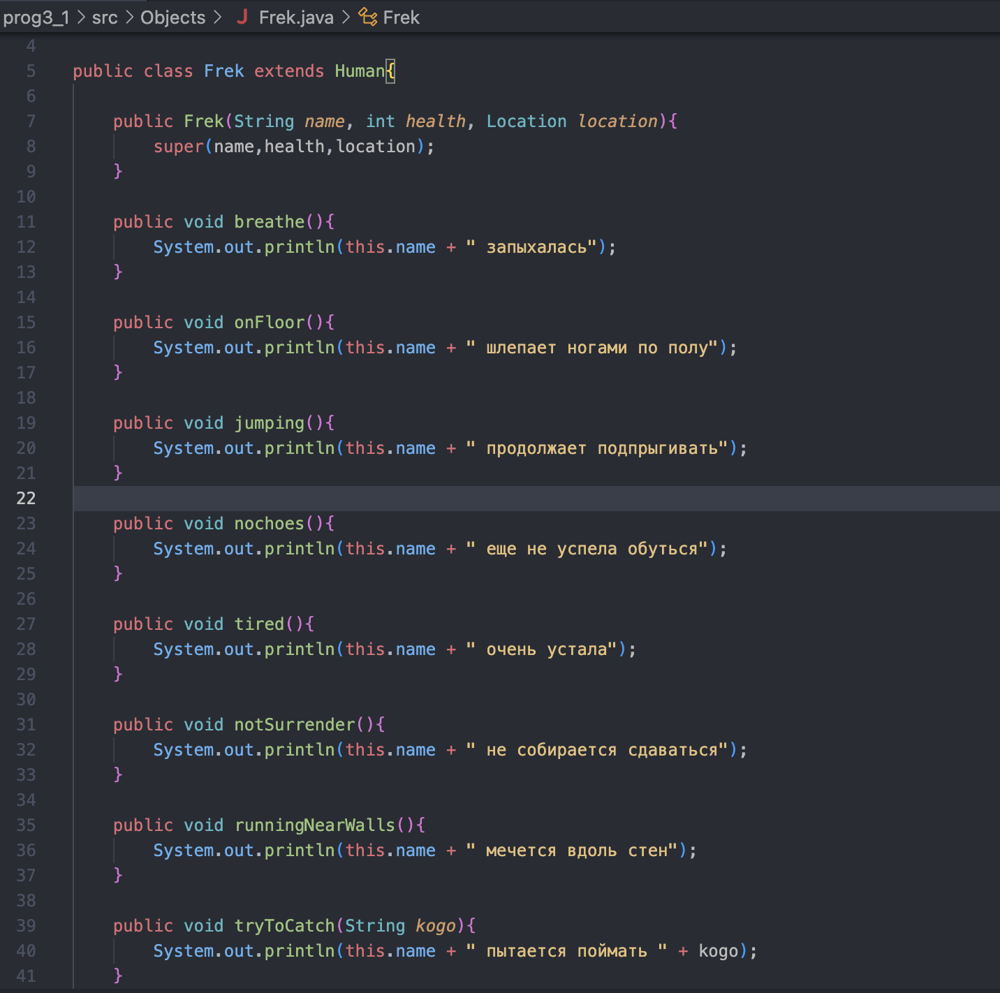 prog3_1 > src > Objects > J Frek.java > Frek
4
5 public class Frek extends Human{
6
7 public Frek(String name, int health, Location location){
8 super(name,health,location);
9 }
10
11 public void breathe(){
12 System.out.println(this.name + " запыхалась");
13 }
14
15 public void onFloor(){
16 System.out.println(this.name + " шлепает ногами по полу");
17 }
18
19 public void jumping(){
20 System.out.println(this.name + " продолжает подпрыгивать");
21 }
22
23 public void nochoes(){
24 System.out.println(this.name + " еще не успела обуться");
25 }
26
27 public void tired(){
28 System.out.println(this.name + " очень устала");
29 }
30
31 public void notSurrender(){
32 System.out.println(this.name + " не собирается сдаваться");
33 }
34
35 public void runningNearWalls(){
36 System.out.println(this.name + " мечется вдоль стен");
37 }
38
39 public void tryToCatch(String kogo){
40 System.out.println(this.name + " пытается поймать " + kogo);
41 }